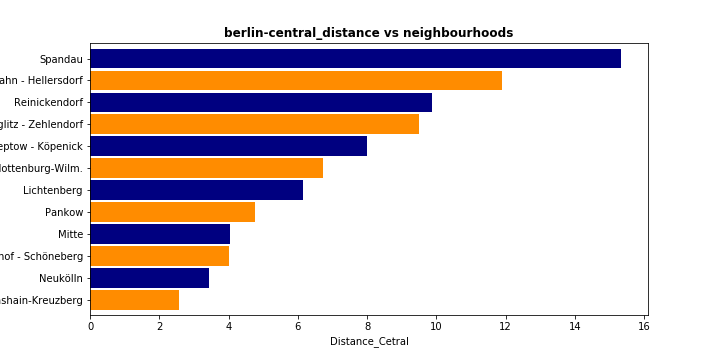 berlin-central_distance vs neighbourhoods
Spandau
ahn - Hellersdorf
Reinickendorf
glitz - Zehlendorf
eptow - Köpenick
lottenburg-Wilm.
Lichtenberg
Pankow
Mitte
hof - Schöneberg
Neukölln
nshain-Kreuzberg
0 2 4 6 8 10 12 14 16
Distance_Cetral